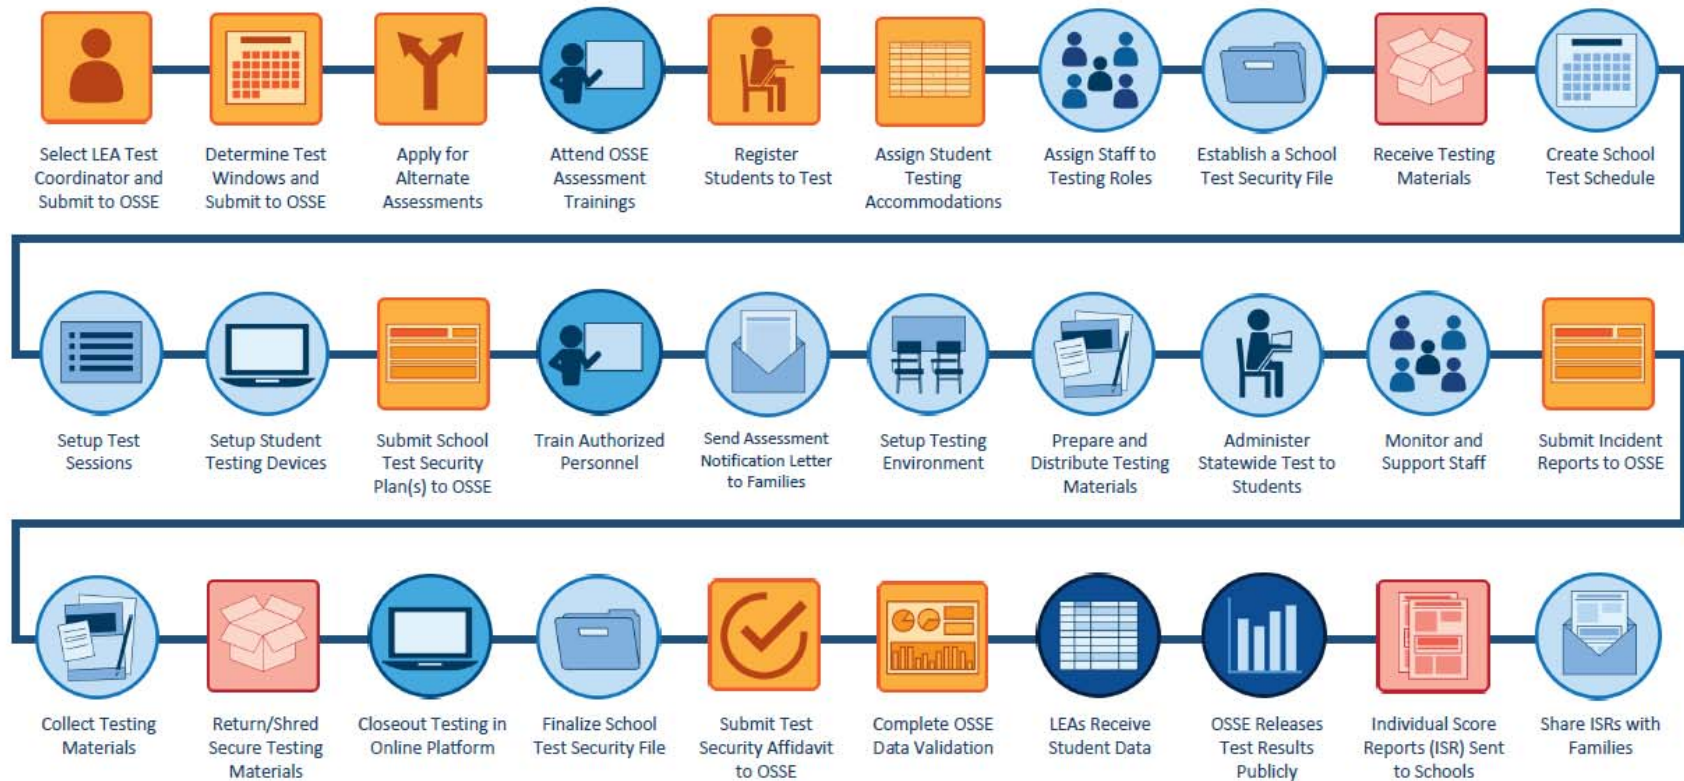 Select LEA Test
Coordinator and
Submit to OSSE
Determine Test
Windows and
Submit to OSSE
Apply for
Alternate
Assessments
Attend OSSE
Assessment
Trainings
Register
Students to Test
Assign Student
Testing
Accommodations
Assign Staff to
Testing Roles
Establish a School
Test Security File
Receive Testing
Materials
Create School
Test Schedule
Setup Test
Sessions
Setup Student
Testing Devices
Submit School
Test Security
Plan(s) to OSSE
Train Authorized
Personnel
Send Assessment
Notification Letter
to Families
Setup Testing
Environment
Prepare and
Distribute Testing
Materials
Administer
Statewide Test to
Students
Monitor and
Support Staff
Submit Incident
Reports to OSSE
Collect Testing
Materials
Return/Shred
Secure Testing
Materials
Closeout Testing in
Online Platform
Finalize School
Test Security File
Submit Test
Security Affidavit
to OSSE
Complete OSSE
Data Validation
LEAs Receive
Student Data
OSSE Releases
Test Results
Publicly
Individual Score
Reports (ISR) Sent
to Schools
Share ISRs with
Families